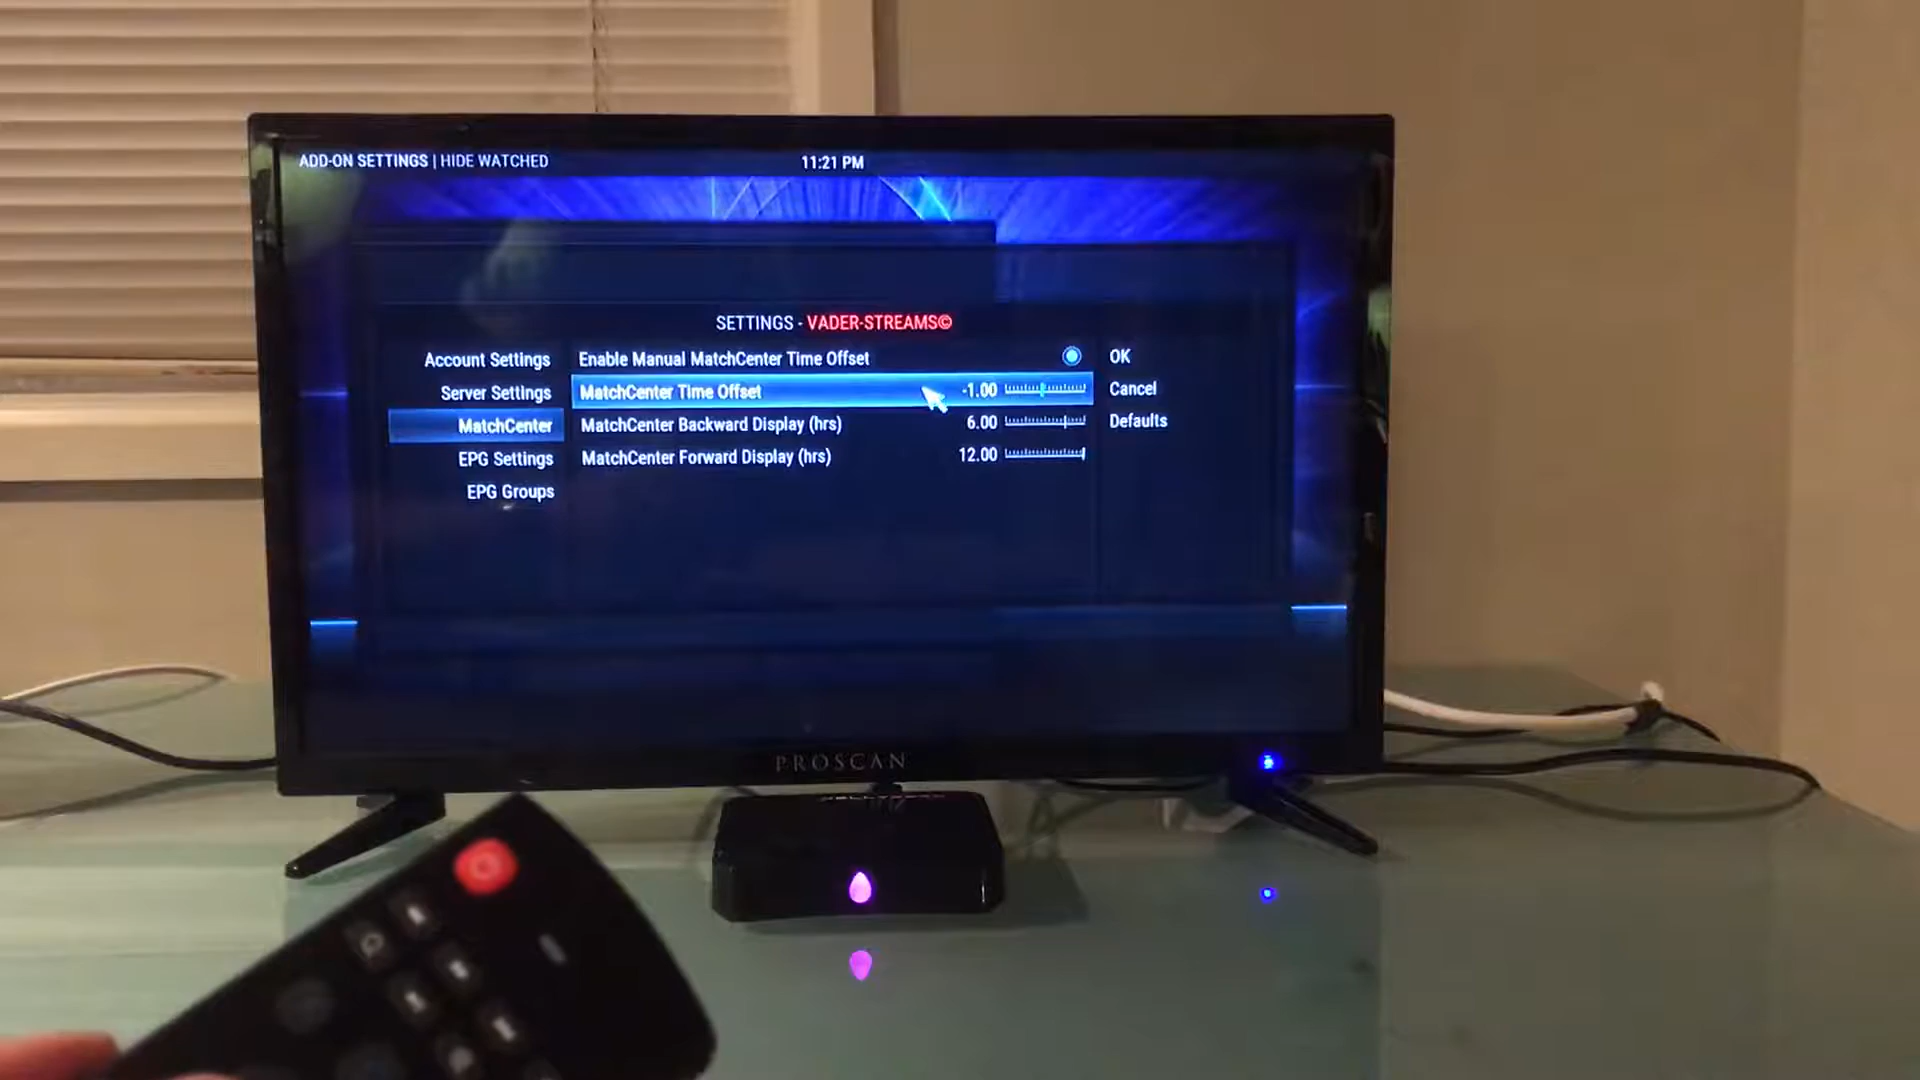 ADD-ON SETTINGS | HIDE WATCHED
11:21 PM
SETTINGS - VADER-STREAMS©
Account Settings
Server Settings
MatchCenter
EPG Settings
EPG Groups
Enable Manual MatchCenter Time Offset
MatchCenter Time Offset -1.00
MatchCenter Backward Display (hrs) 6.00
MatchCenter Forward Display (hrs) 12.00
OK
Cancel
Defaults
PROSCAN